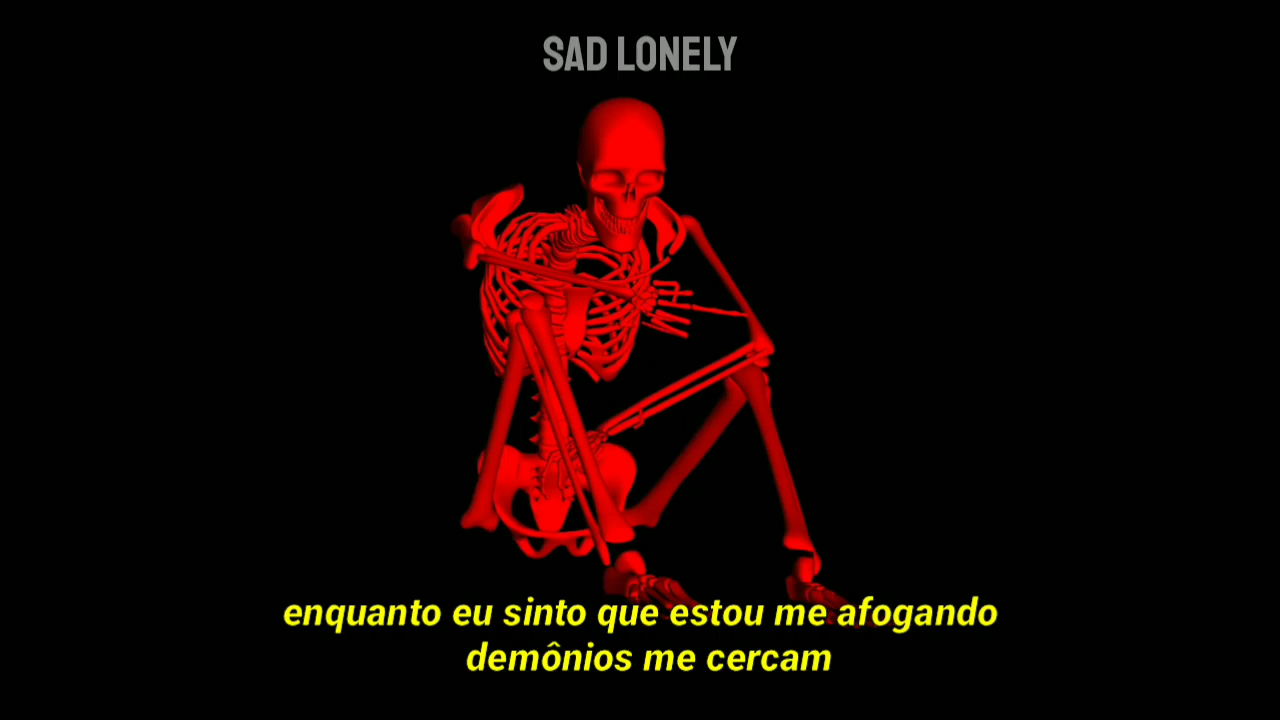 SAD LONELY
enquanto eu sinto que estou me afogando
demônios me cercam